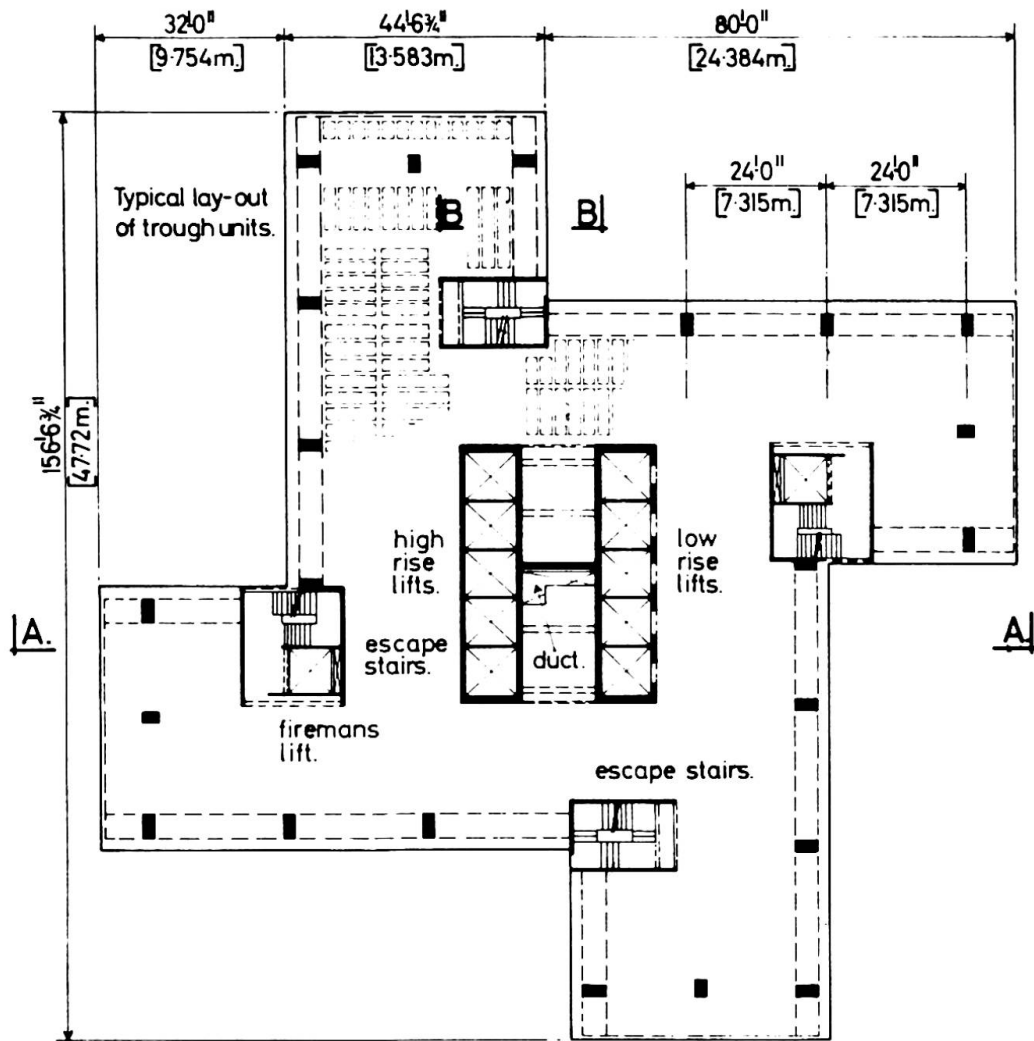 32'0" 44'6¾" 80'0"
[9·754m.] [13·583m.] [24·384m.]
24'0" 24'0"
[7·315m.] [7·315m.]
Typical lay-out
of trough units.
B B
156'6¾"
[47·72m.]
high
rise
lifts.
low
rise
lifts.
A. A.
escape
stairs.
duct.
firemans
lift.
escape stairs.